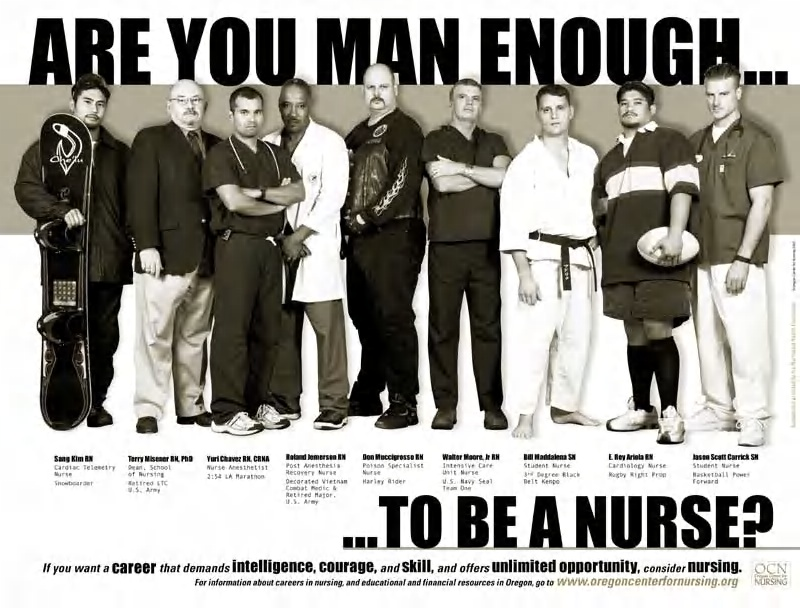 ARE YOU MAN ENOUGH...
Sang Kim RN
Cardiac Telemetry
Nurse
Snowboarder
Terry Misener RN, PhD
Dean, School
of Nursing
Retired LTC
U.S. Army
Yuri Chavez RN, CRNA
Nurse Anesthetist
2:54 LA Marathon
Roland Jomerson RN
Post Anesthesia
Recovery Nurse
Decorated Vietnam
Combat Medic &
Retired Major,
U.S. Army
Don Muccigrosso RN
Poison Specialist
Nurse
Harley Rider
Walter Moore, Jr RN
Intensive Care
Unit Nurse
U.S. Navy Seal
Team One
Bill Maddalena SN
Student Nurse
3rd Degree Black
Belt Kenpo
E. Rey Ariola RN
Cardiology Nurse
Rugby Right Prop
Jason Scott Carrick SN
Student Nurse
Basketball Power
Forward
...TO BE A NURSE?
If you want a career that demands intelligence, courage, and skill, and offers unlimited opportunity, consider nursing.
For information about careers in nursing, and educational and financial resources in Oregon, go to www.oregoncenterfornursing.org
OCN
Oregon Center for
NURSING